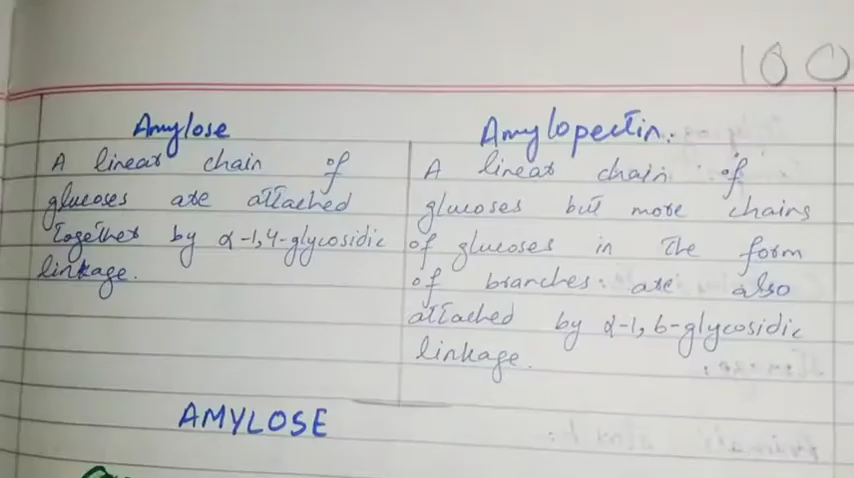 100
Amylose
A linear chain of
glucoses are attached
together by α-1,4-glycosidic
linkage.
Amylopectin.
A linear chain of
glucoses but more chains
of glucoses in the form
of branches are also
attached by α-1,6-glycosidic
linkage.
AMYLOSE